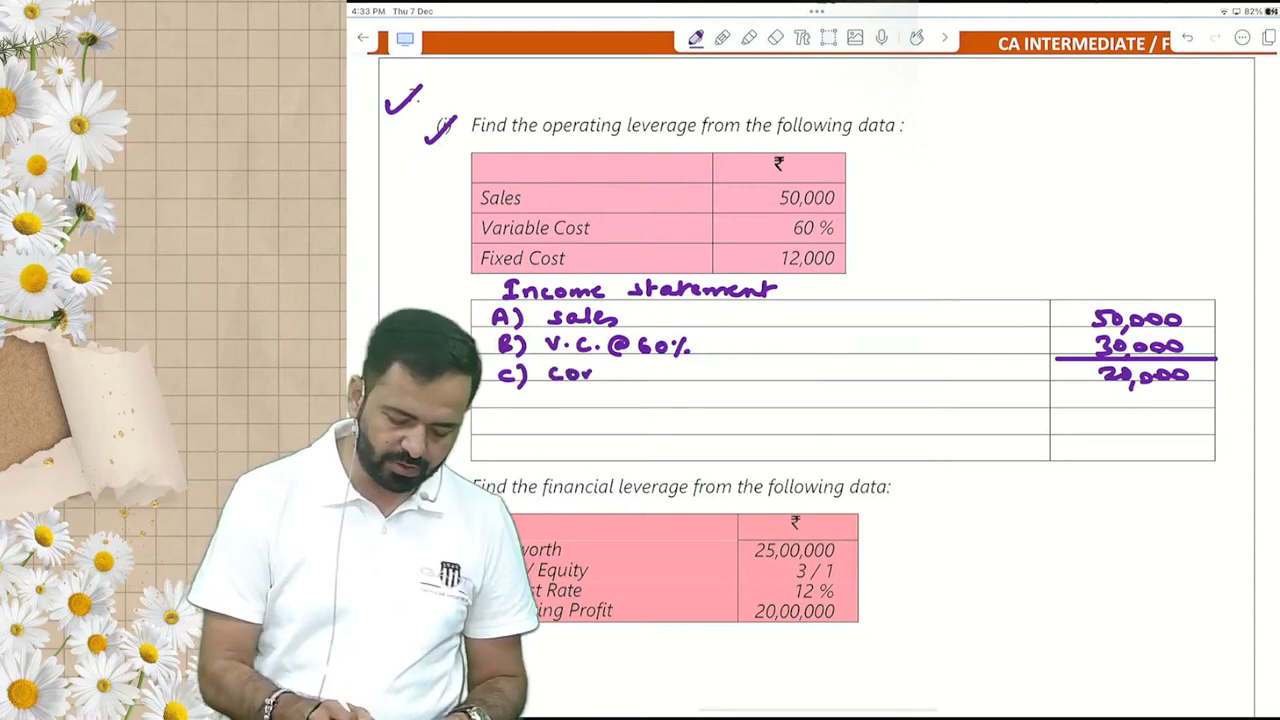 4:33 PM Thu 7 Dec
82%
CA INTERMEDIATE / F
(i) Find the operating leverage from the following data :
₹
Sales 50,000
Variable Cost 60 %
Fixed Cost 12,000
Income statement
A) sales 50,000
B) V.C. @ 60% 30,000
C) cor 20,000
Find the financial leverage from the following data:
₹
worth 25,00,000
/ Equity 3 / 1
st Rate 12 %
ing Profit 20,00,000